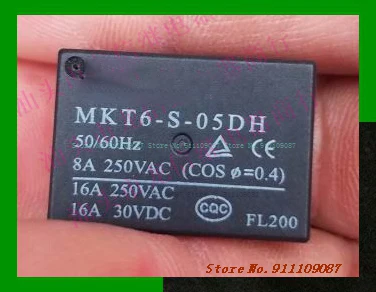 MKT6-S-05DH
50/60Hz
8A 250VAC (COS ø=0.4)
16A 250VAC
16A 30VDC
CQC
FL200
Store No.911109087